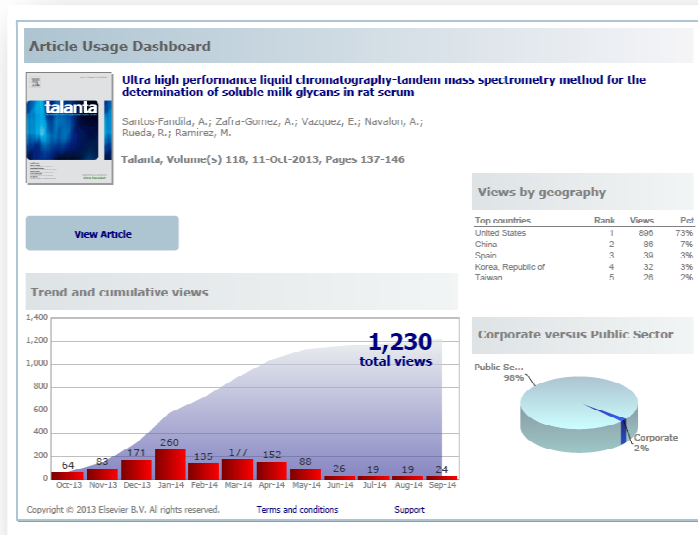 Article Usage Dashboard
talanta
Ultra high performance liquid chromatography-tandem mass spectrometry method for the
determination of soluble milk glycans in rat serum
Santos-Fandila, A.; Zafra-Gomez, A.; Vazquez, E.; Navalon, A.;
Rueda, R.; Ramirez, M.
Talanta, Volume(s) 118, 11-Oct-2013, Pages 137-146
View Article
Views by geography
Top countries Rank Views Pct
United States 1 896 73%
China 2 86 7%
Spain 3 39 3%
Korea, Republic of 4 32 3%
Taiwan 5 26 2%
Trend and cumulative views
1,400
1,200
1,000
800
600
400
200
0
1,230
total views
64 83 171 260 135 177 152 88 26 19 19 24
Oct-13 Nov-13 Dec-13 Jan-14 Feb-14 Mar-14 Apr-14 May-14 Jun-14 Jul-14 Aug-14 Sep-14
Corporate versus Public Sector
Public Se...
98%
Corporate
2%
Copyright © 2013 Elsevier B.V. All rights reserved. Terms and conditions Support